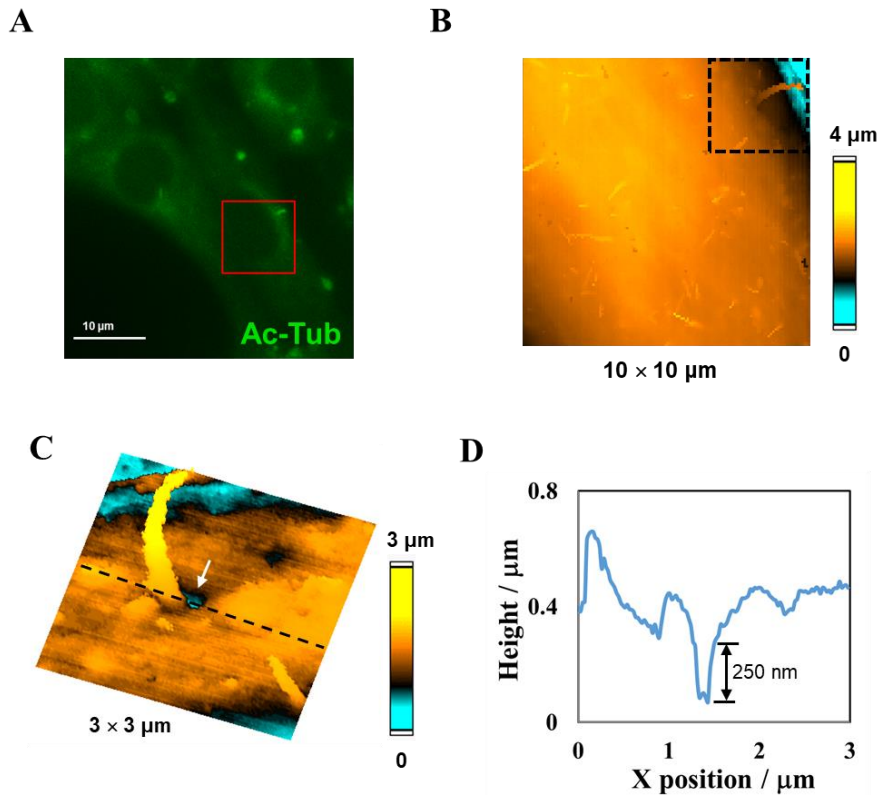 A
10 µm
Ac-Tub
B
4 µm
0
10 × 10 µm
C
3 µm
0
3 × 3 µm
D
Height / µm
0.8
0.4
0
250 nm
0 1 2 3
X position / µm